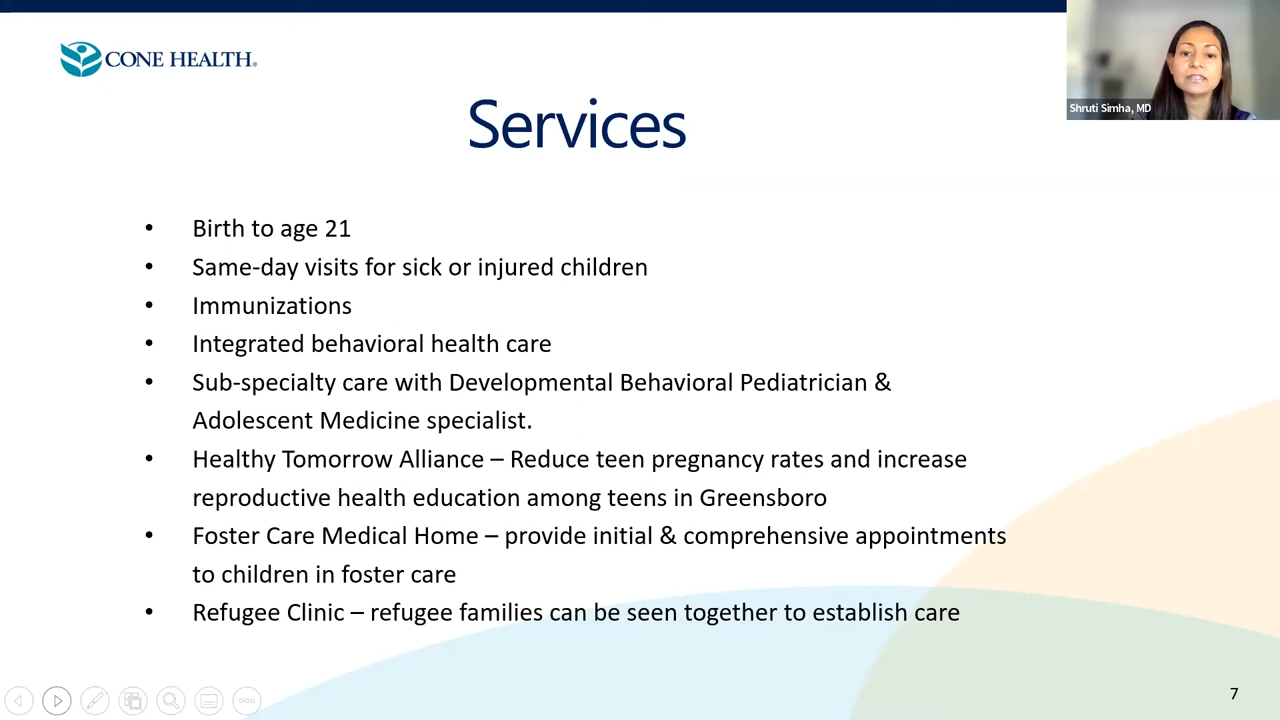 CONE HEALTH®
Shruti Simha, MD
Services
• Birth to age 21
• Same-day visits for sick or injured children
• Immunizations
• Integrated behavioral health care
• Sub-specialty care with Developmental Behavioral Pediatrician &
Adolescent Medicine specialist.
• Healthy Tomorrow Alliance – Reduce teen pregnancy rates and increase
reproductive health education among teens in Greensboro
• Foster Care Medical Home – provide initial & comprehensive appointments
to children in foster care
• Refugee Clinic – refugee families can be seen together to establish care
7